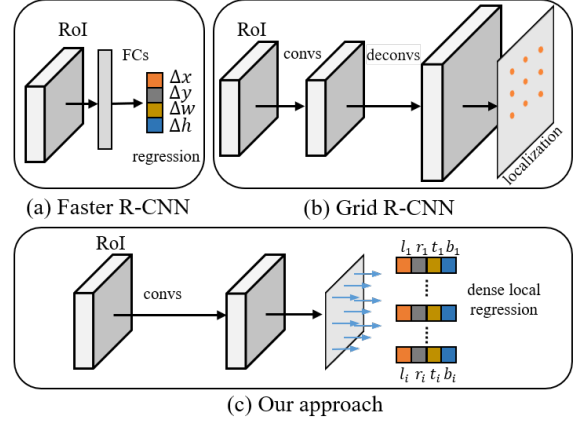 RoI
FCs
Δx
Δy
Δw
Δh
regression
(a) Faster R-CNN
RoI
convs
deconvs
localization
(b) Grid R-CNN
RoI
convs
l₁ r₁ t₁ b₁
dense local
regression
lᵢ rᵢ tᵢ bᵢ
(c) Our approach